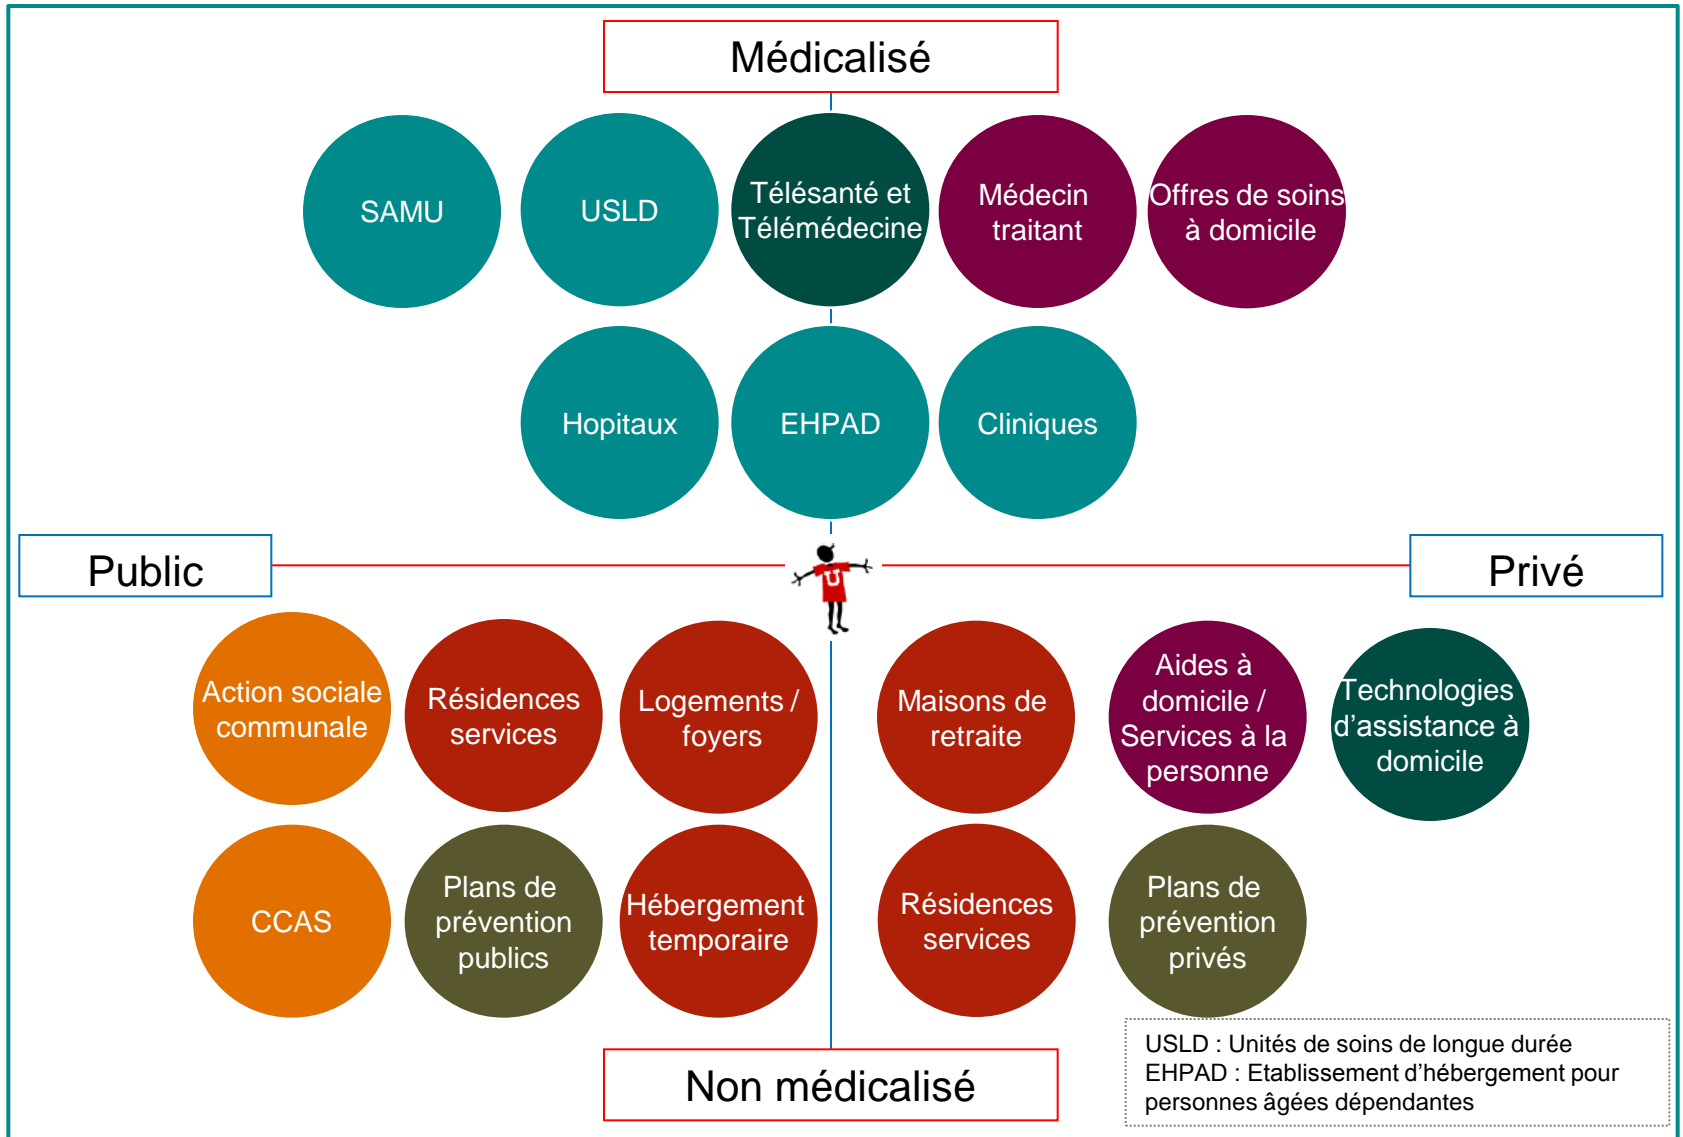 Médicalisé
SAMU
USLD
Télésanté et
Télémédecine
Médecin
traitant
Offres de soins
à domicile
Hopitaux
EHPAD
Cliniques
Public
U
Privé
Action sociale
communale
Résidences
services
Logements /
foyers
Maisons de
retraite
Aides à
domicile /
Services à la
personne
Technologies
d’assistance à
domicile
CCAS
Plans de
prévention
publics
Hébergement
temporaire
Résidences
services
Plans de
prévention
privés
Non médicalisé
USLD : Unités de soins de longue durée
EHPAD : Etablissement d’hébergement pour
personnes âgées dépendantes